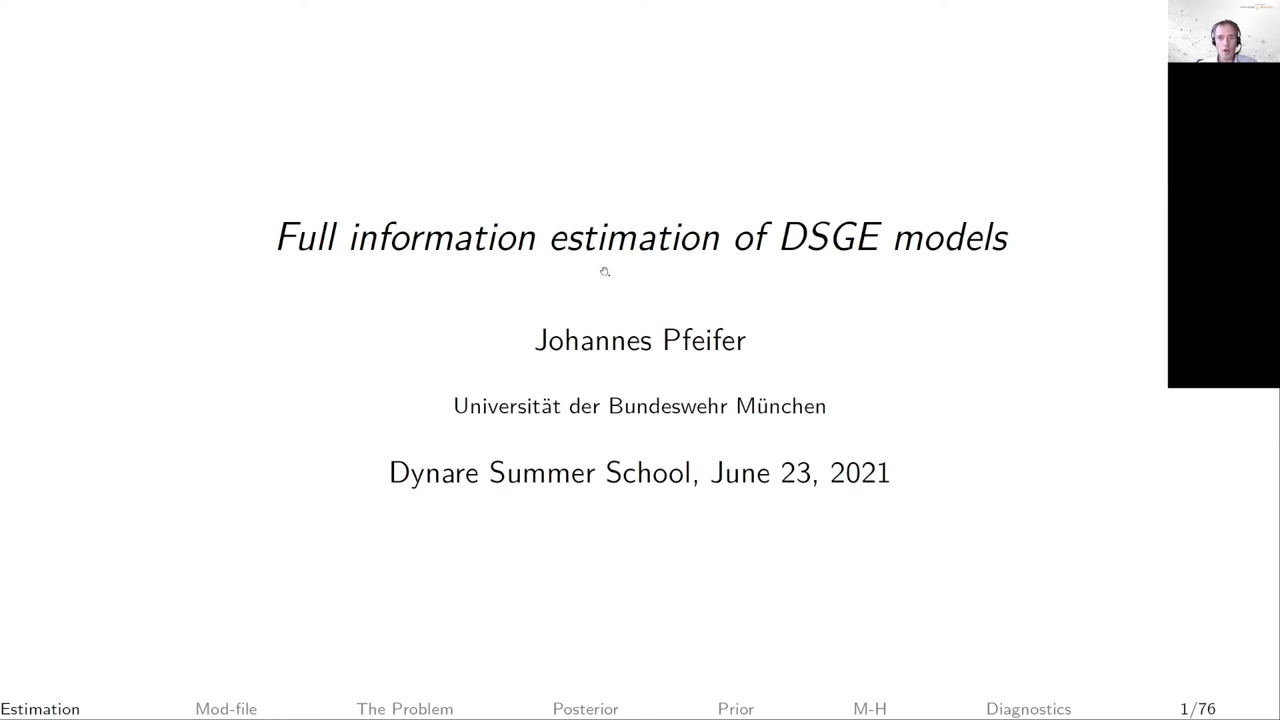 Full information estimation of DSGE models
Johannes Pfeifer
Universität der Bundeswehr München
Dynare Summer School, June 23, 2021
Estimation Mod-file The Problem Posterior Prior M-H Diagnostics 1/76